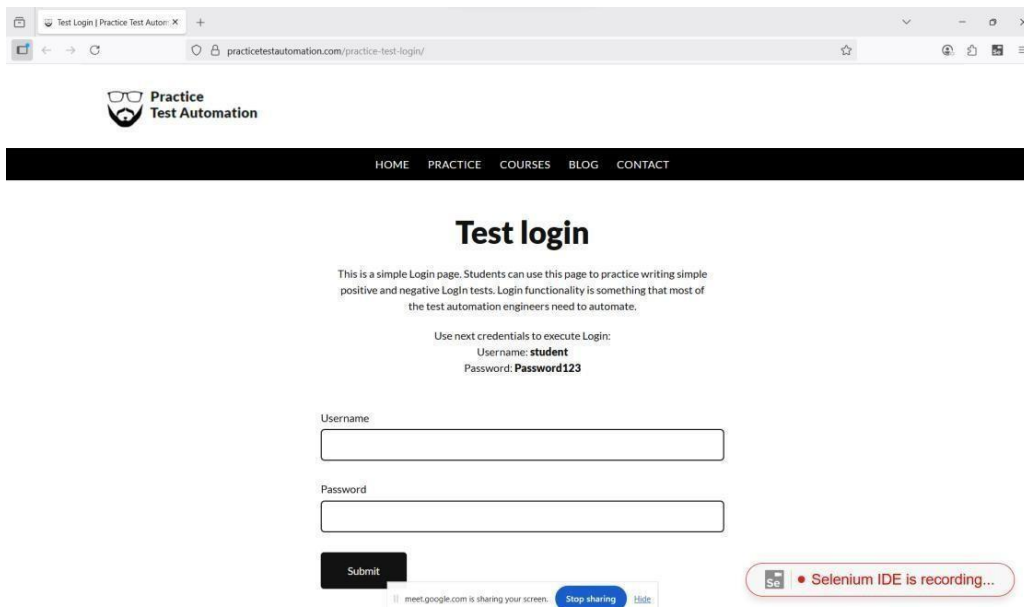 Test Login | Practice Test Autom
practicetestautomation.com/practice-test-login/
Practice
Test Automation
HOME PRACTICE COURSES BLOG CONTACT
Test login
This is a simple Login page. Students can use this page to practice writing simple
positive and negative LogIn tests. Login functionality is something that most of
the test automation engineers need to automate.
Use next credentials to execute Login:
Username: student
Password: Password123
Username
Password
Submit
meet.google.com is sharing your screen. Stop sharing Hide
Se Selenium IDE is recording...